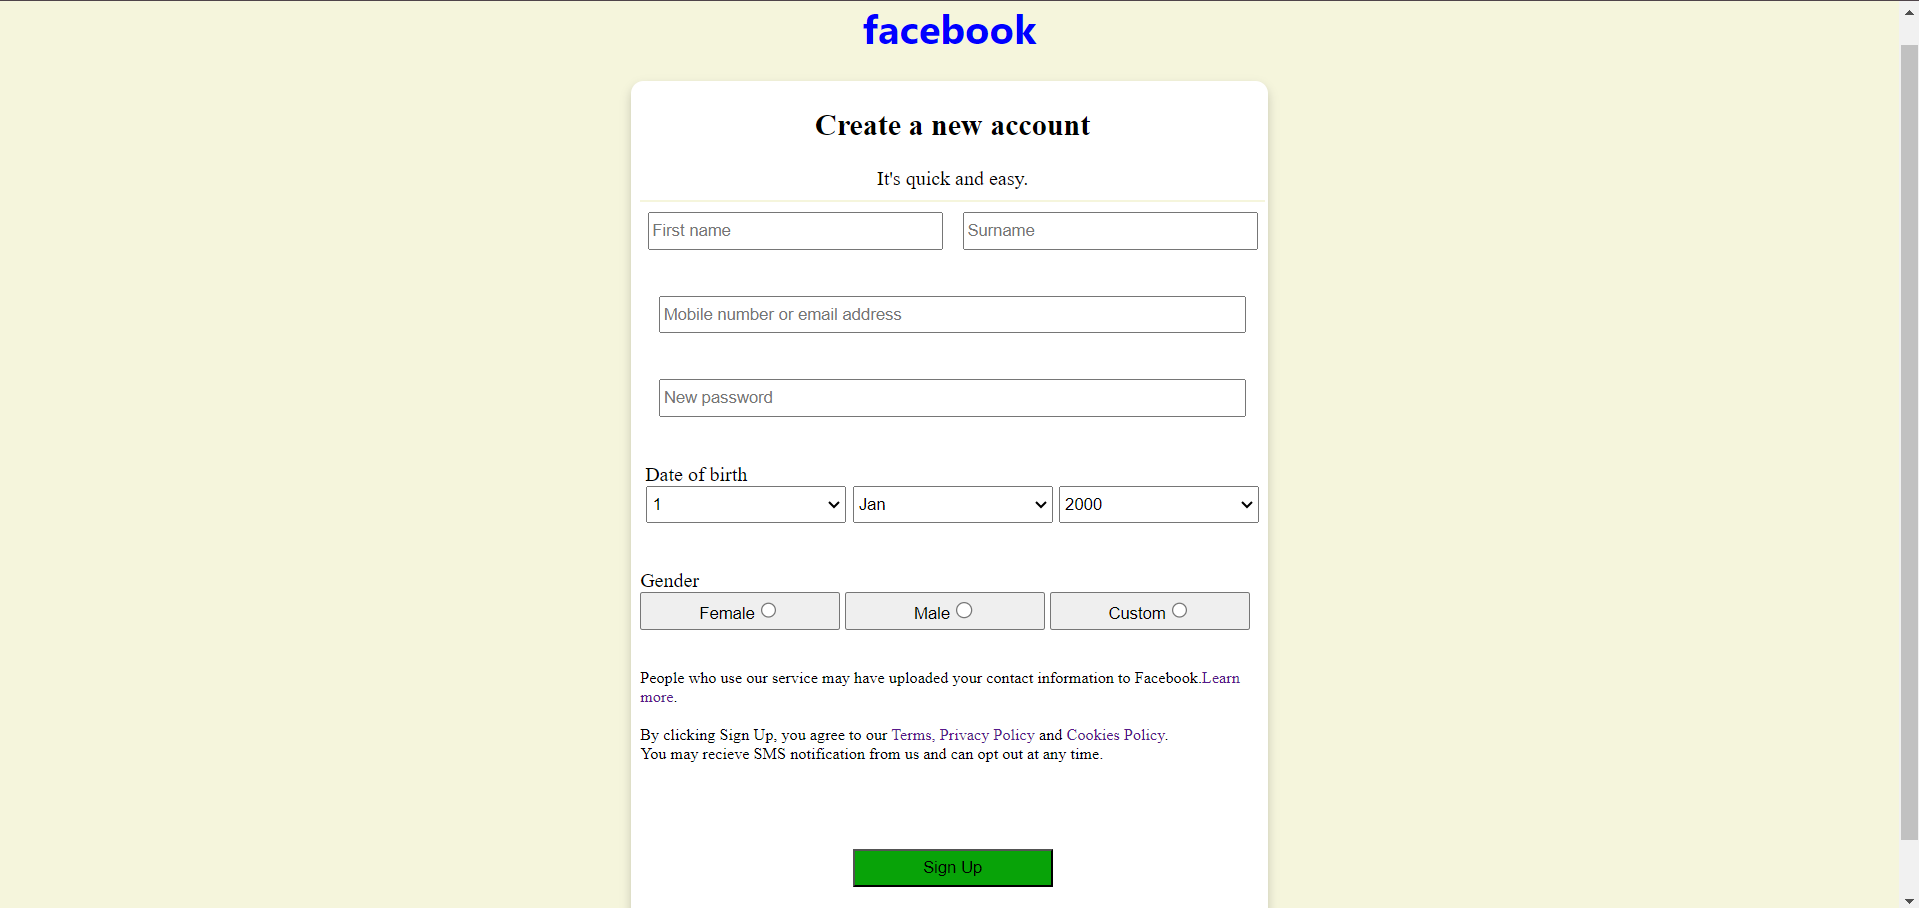 facebook
Create a new account
It's quick and easy.
First name Surname
Mobile number or email address
New password
Date of birth
1 Jan 2000
Gender
Female Male Custom
People who use our service may have uploaded your contact information to Facebook.Learn
more.
By clicking Sign Up, you agree to our Terms, Privacy Policy and Cookies Policy.
You may recieve SMS notification from us and can opt out at any time.
Sign Up